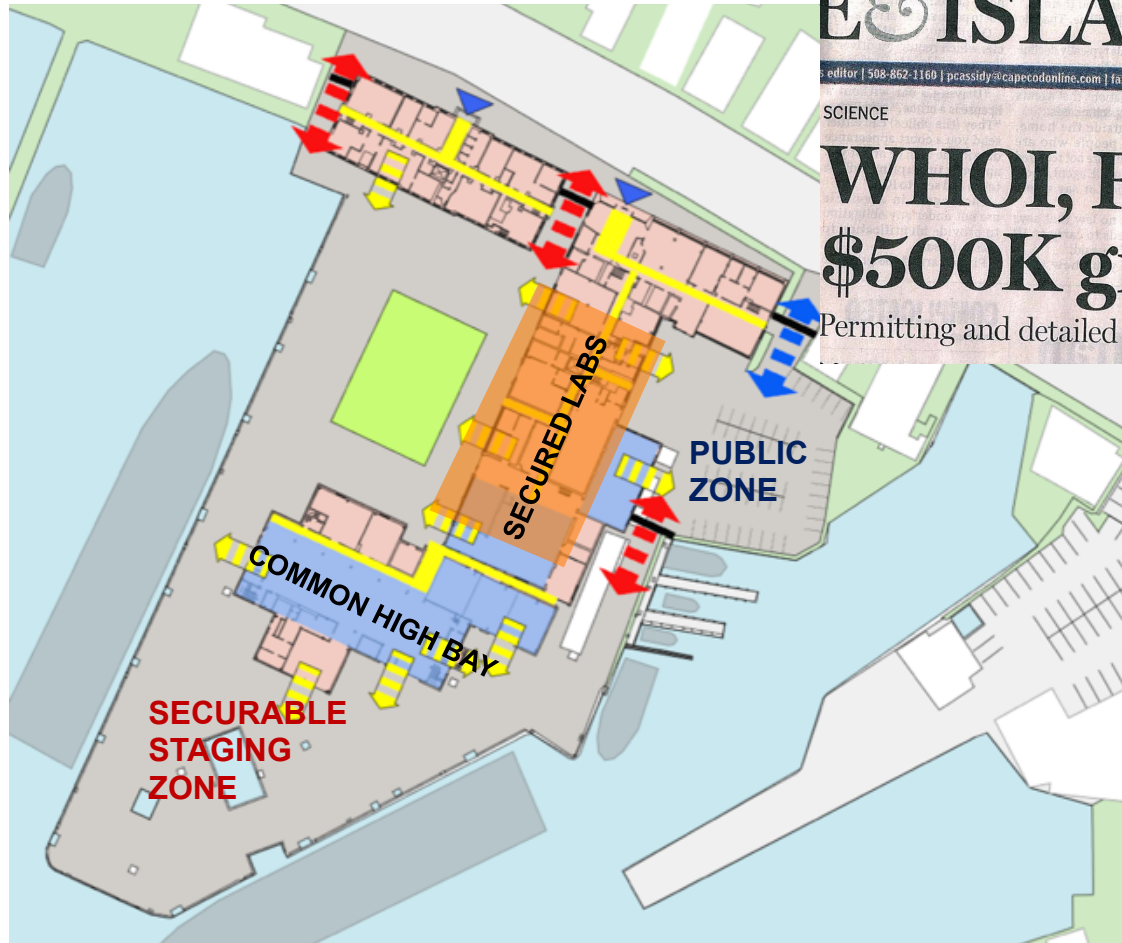 E&ISLA
s editor | 508-862-1160 | pcassidy@capecodonline.com | fa
SCIENCE
WHOI,
$500K g
Permitting and detailed
SECURED LABS
PUBLIC
ZONE
COMMON HIGH BAY
SECURABLE
STAGING
ZONE